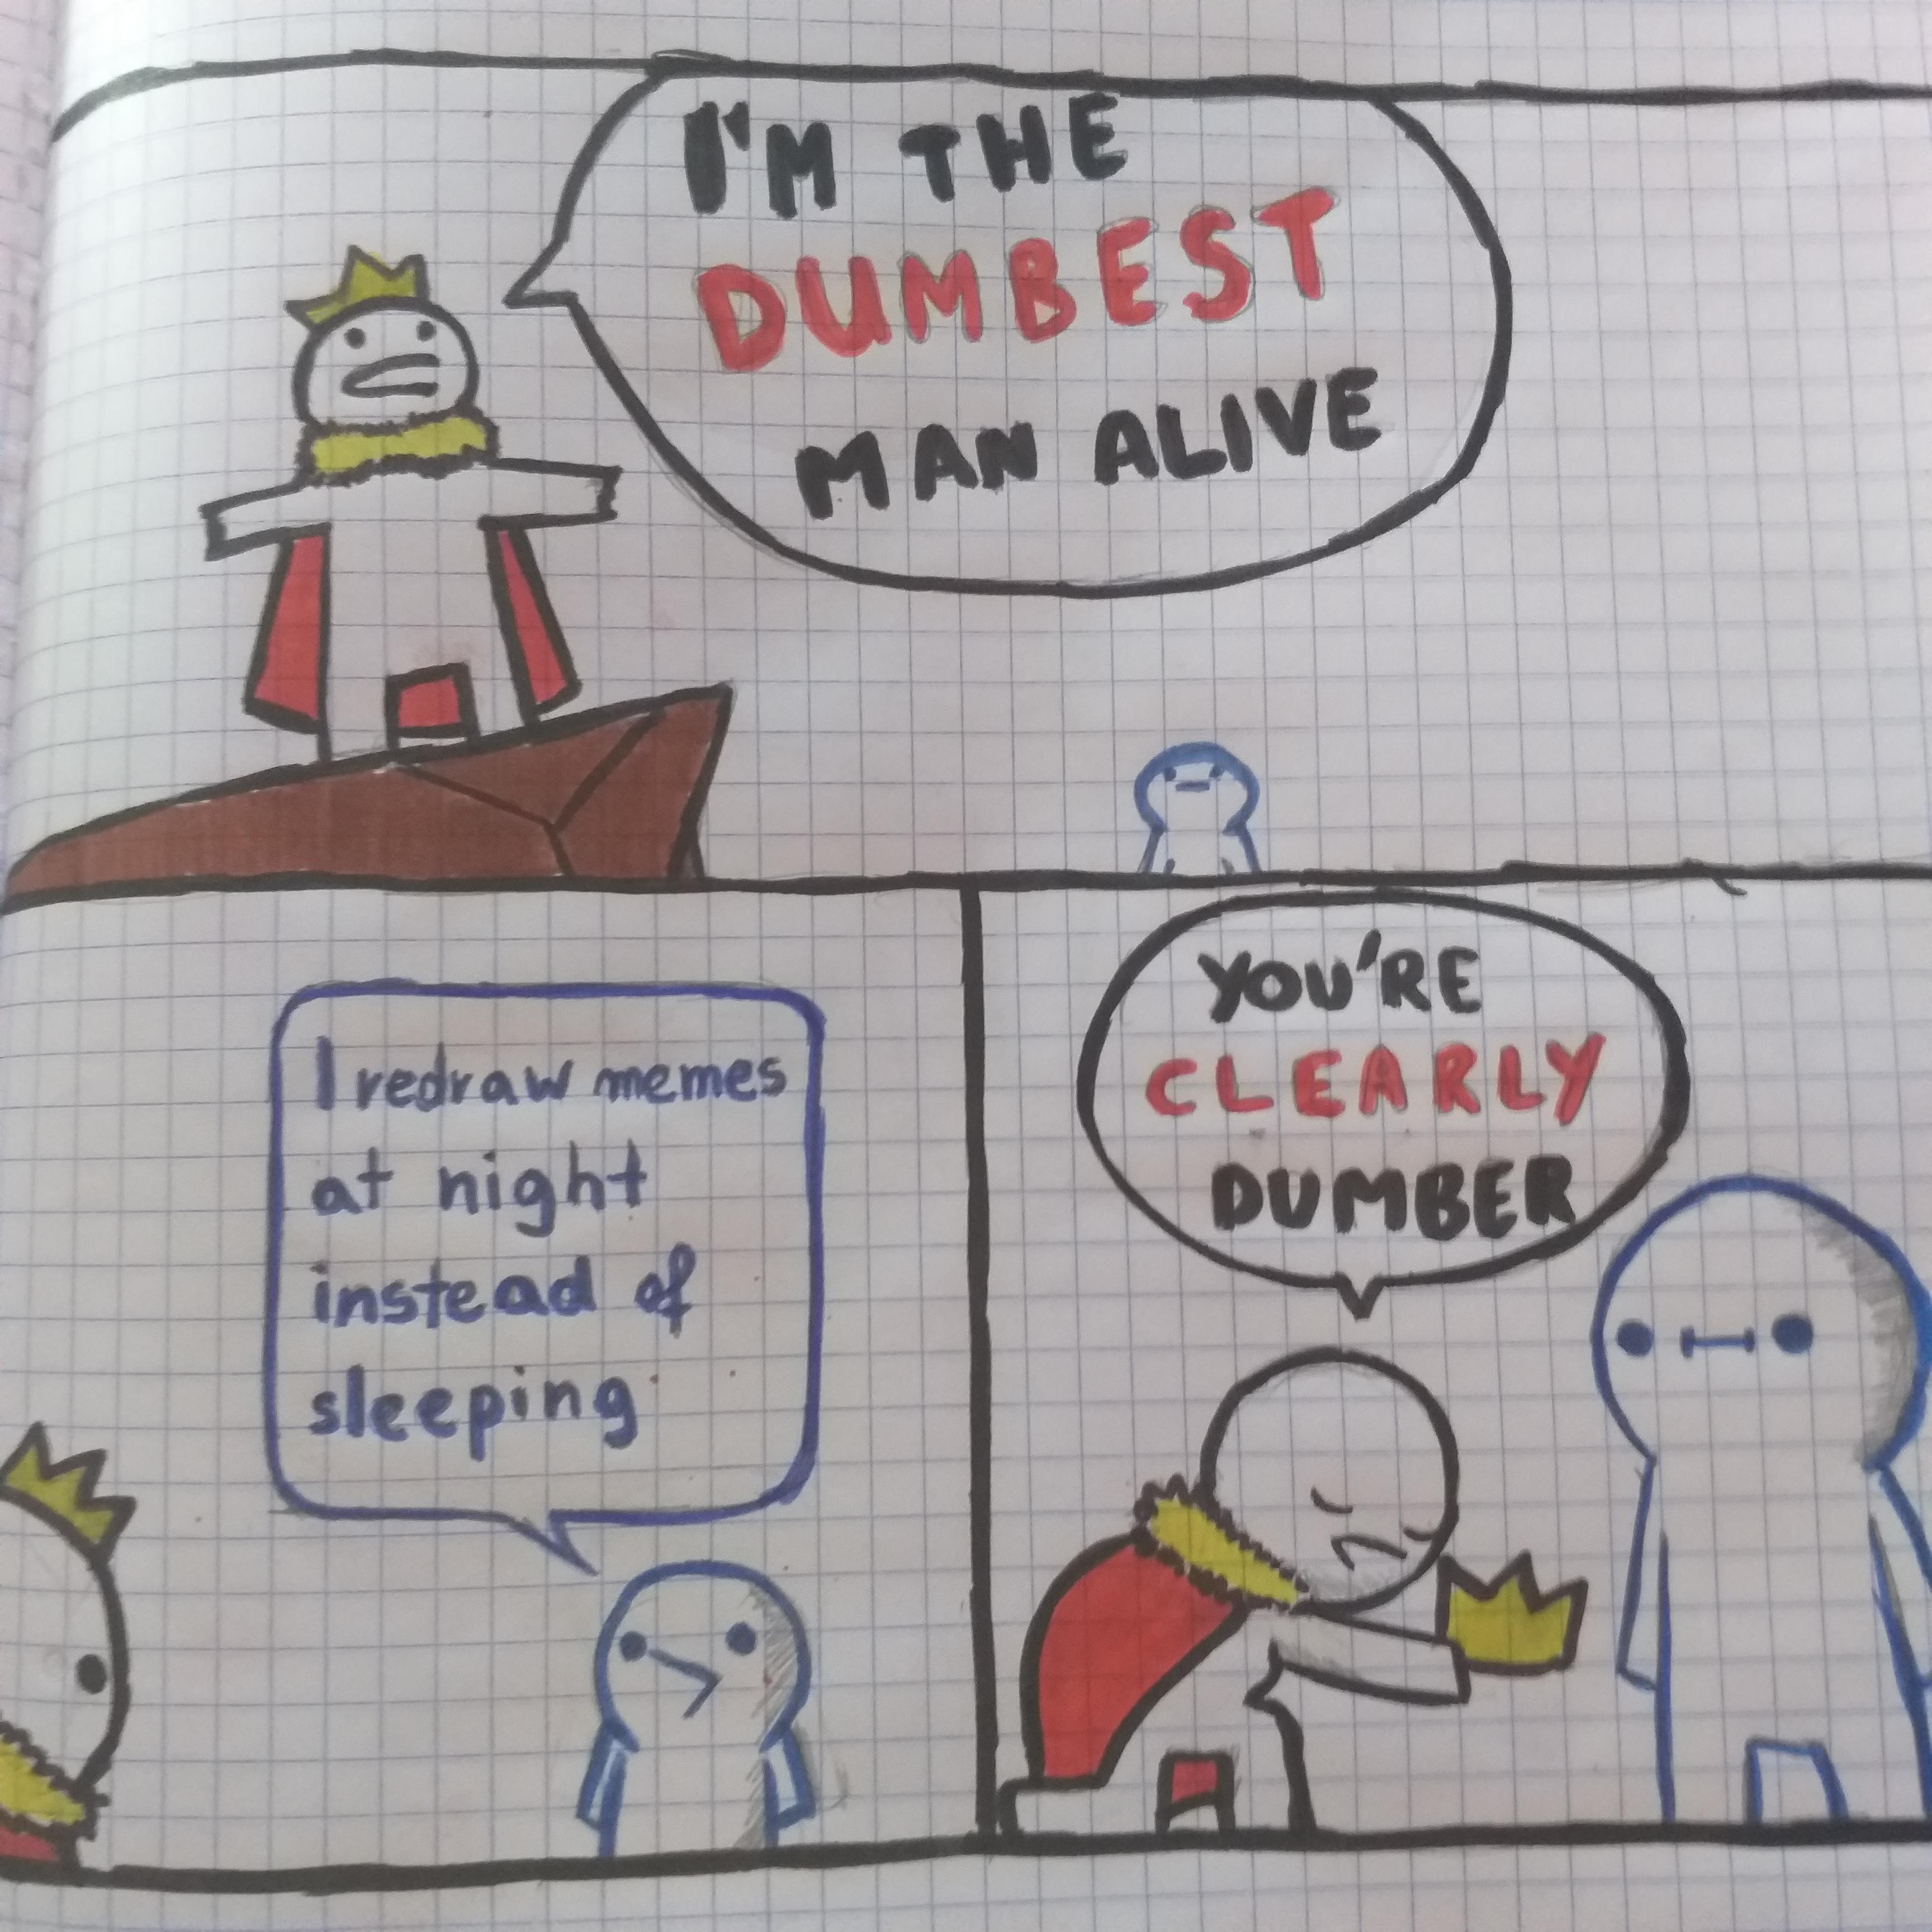 I'M THE
DUMBEST
MAN ALIVE
I redraw memes
at night
instead of
sleeping
YOU'RE
CLEARLY
DUMBER